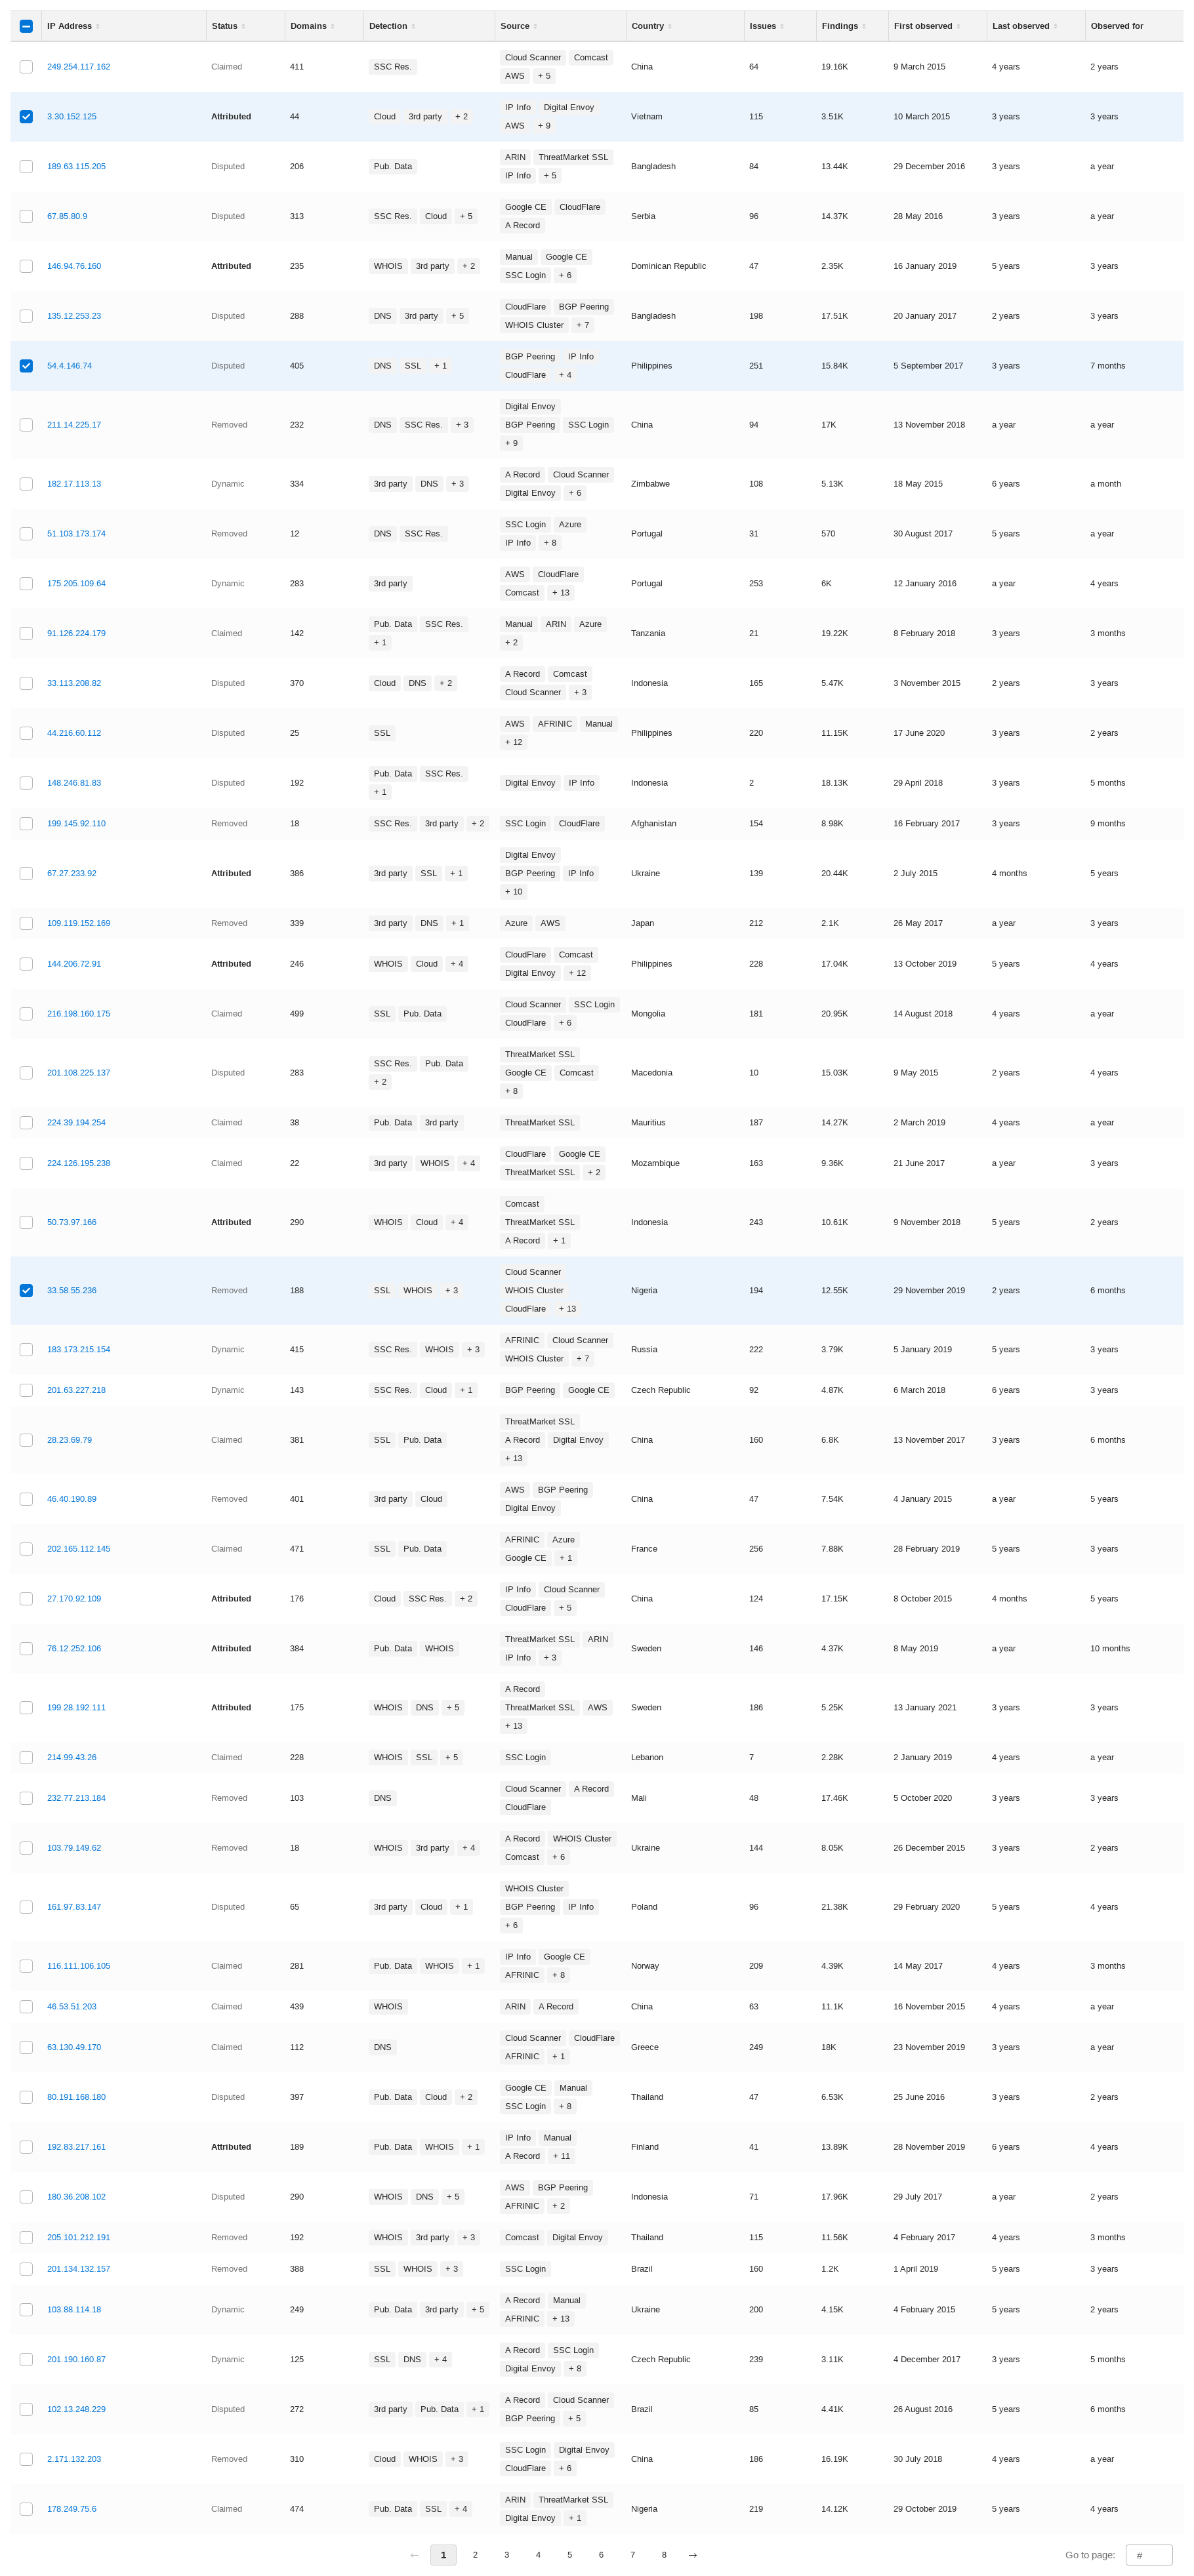 IP Address Status Domains Detection Source Country Issues Findings First observed Last observed Observed for
249.254.117.162 Claimed 411 SSC Res. Cloud Scanner Comcast AWS + 5 China 64 19.16K 9 March 2015 4 years 2 years
3.30.152.125 Attributed 44 Cloud 3rd party + 2 IP Info Digital Envoy AWS + 9 Vietnam 115 3.51K 10 March 2015 3 years 3 years
189.63.115.205 Disputed 206 Pub. Data ARIN ThreatMarket SSL IP Info + 5 Bangladesh 84 13.44K 29 December 2016 3 years a year
67.85.80.9 Disputed 313 SSC Res. Cloud + 5 Google CE CloudFlare A Record Serbia 96 14.37K 28 May 2016 3 years a year
146.94.76.160 Attributed 235 WHOIS 3rd party + 2 Manual Google CE SSC Login + 6 Dominican Republic 47 2.35K 16 January 2019 5 years 3 years
135.12.253.23 Disputed 288 DNS 3rd party + 5 CloudFlare BGP Peering WHOIS Cluster + 7 Bangladesh 198 17.51K 20 January 2017 2 years 3 years
54.4.146.74 Disputed 405 DNS SSL + 1 BGP Peering IP Info CloudFlare + 4 Philippines 251 15.84K 5 September 2017 3 years 7 months
211.14.225.17 Removed 232 DNS SSC Res. + 3 Digital Envoy BGP Peering SSC Login + 9 China 94 17K 13 November 2018 a year a year
182.17.113.13 Dynamic 334 3rd party DNS + 3 A Record Cloud Scanner Digital Envoy + 6 Zimbabwe 108 5.13K 18 May 2015 6 years a month
51.103.173.174 Removed 12 DNS SSC Res. SSC Login Azure IP Info + 8 Portugal 31 570 30 August 2017 5 years a year
175.205.109.64 Dynamic 283 3rd party AWS CloudFlare Comcast + 13 Portugal 253 6K 12 January 2016 a year 4 years
91.126.224.179 Claimed 142 Pub. Data SSC Res. + 1 Manual ARIN Azure + 2 Tanzania 21 19.22K 8 February 2018 3 years 3 months
33.113.208.82 Disputed 370 Cloud DNS + 2 A Record Comcast Cloud Scanner + 3 Indonesia 165 5.47K 3 November 2015 2 years 3 years
44.216.60.112 Disputed 25 SSL AWS AFRINIC Manual + 12 Philippines 220 11.15K 17 June 2020 3 years 2 years
148.246.81.83 Disputed 192 Pub. Data SSC Res. + 1 Digital Envoy IP Info Indonesia 2 18.13K 29 April 2018 3 years 5 months
199.145.92.110 Removed 18 SSC Res. 3rd party + 2 SSC Login CloudFlare Afghanistan 154 8.98K 16 February 2017 3 years 9 months
67.27.233.92 Attributed 386 3rd party SSL + 1 Digital Envoy BGP Peering IP Info + 10 Ukraine 139 20.44K 2 July 2015 4 months 5 years
109.119.152.169 Removed 339 3rd party DNS + 1 Azure AWS Japan 212 2.1K 26 May 2017 a year 3 years
144.206.72.91 Attributed 246 WHOIS Cloud + 4 CloudFlare Comcast Digital Envoy + 12 Philippines 228 17.04K 13 October 2019 5 years 4 years
216.198.160.175 Claimed 499 SSL Pub. Data Cloud Scanner SSC Login CloudFlare + 6 Mongolia 181 20.95K 14 August 2018 4 years a year
201.108.225.137 Disputed 283 SSC Res. Pub. Data + 2 ThreatMarket SSL Google CE Comcast + 8 Macedonia 10 15.03K 9 May 2015 2 years 4 years
224.39.194.254 Claimed 38 Pub. Data 3rd party ThreatMarket SSL Mauritius 187 14.27K 2 March 2019 4 years a year
224.126.195.238 Claimed 22 3rd party WHOIS + 4 CloudFlare Google CE ThreatMarket SSL + 2 Mozambique 163 9.36K 21 June 2017 a year 3 years
50.73.97.166 Attributed 290 WHOIS Cloud + 4 Comcast ThreatMarket SSL A Record + 1 Indonesia 243 10.61K 9 November 2018 5 years 2 years
33.58.55.236 Removed 188 SSL WHOIS + 3 Cloud Scanner WHOIS Cluster CloudFlare + 13 Nigeria 194 12.55K 29 November 2019 2 years 6 months
183.173.215.154 Dynamic 415 SSC Res. WHOIS + 3 AFRINIC Cloud Scanner WHOIS Cluster + 7 Russia 222 3.79K 5 January 2019 5 years 3 years
201.63.227.218 Dynamic 143 SSC Res. Cloud + 1 BGP Peering Google CE Czech Republic 92 4.87K 6 March 2018 6 years 3 years
28.23.69.79 Claimed 381 SSL Pub. Data ThreatMarket SSL A Record Digital Envoy + 13 China 160 6.8K 13 November 2017 3 years 6 months
46.40.190.89 Removed 401 3rd party Cloud AWS BGP Peering Digital Envoy China 47 7.54K 4 January 2015 a year 5 years
202.165.112.145 Claimed 471 SSL Pub. Data AFRINIC Azure Google CE + 1 France 256 7.88K 28 February 2019 5 years 3 years
27.170.92.109 Attributed 176 Cloud SSC Res. + 2 IP Info Cloud Scanner CloudFlare + 5 China 124 17.15K 8 October 2015 4 months 5 years
76.12.252.106 Attributed 384 Pub. Data WHOIS ThreatMarket SSL ARIN IP Info + 3 Sweden 146 4.37K 8 May 2019 a year 10 months
199.28.192.111 Attributed 175 WHOIS DNS + 5 A Record ThreatMarket SSL AWS + 13 Sweden 186 5.25K 13 January 2021 3 years 3 years
214.99.43.26 Claimed 228 WHOIS SSL + 5 SSC Login Lebanon 7 2.28K 2 January 2019 4 years a year
232.77.213.184 Removed 103 DNS Cloud Scanner A Record CloudFlare Mali 48 17.46K 5 October 2020 3 years 3 years
103.79.149.62 Removed 18 WHOIS 3rd party + 4 A Record WHOIS Cluster Comcast + 6 Ukraine 144 8.05K 26 December 2015 3 years 2 years
161.97.83.147 Disputed 65 3rd party Cloud + 1 WHOIS Cluster BGP Peering IP Info + 6 Poland 96 21.38K 29 February 2020 5 years 4 years
116.111.106.105 Claimed 281 Pub. Data WHOIS + 1 IP Info Google CE AFRINIC + 8 Norway 209 4.39K 14 May 2017 4 years 3 months
46.53.51.203 Claimed 439 WHOIS ARIN A Record China 63 11.1K 16 November 2015 4 years a year
63.130.49.170 Claimed 112 DNS Cloud Scanner CloudFlare AFRINIC + 1 Greece 249 18K 23 November 2019 3 years a year
80.191.168.180 Disputed 397 Pub. Data Cloud + 2 Google CE Manual SSC Login + 8 Thailand 47 6.53K 25 June 2016 3 years 2 years
192.83.217.161 Attributed 189 Pub. Data WHOIS + 1 IP Info Manual A Record + 11 Finland 41 13.89K 28 November 2019 6 years 4 years
180.36.208.102 Disputed 290 WHOIS DNS + 5 AWS BGP Peering AFRINIC + 2 Indonesia 71 17.96K 29 July 2017 a year 2 years
205.101.212.191 Removed 192 WHOIS 3rd party + 3 Comcast Digital Envoy Thailand 115 11.56K 4 February 2017 4 years 3 months
201.134.132.157 Removed 388 SSL WHOIS + 3 SSC Login Brazil 160 1.2K 1 April 2019 5 years 3 years
103.88.114.18 Dynamic 249 Pub. Data 3rd party + 5 A Record Manual AFRINIC + 13 Ukraine 200 4.15K 4 February 2015 5 years 2 years
201.190.160.87 Dynamic 125 SSL DNS + 4 A Record SSC Login Digital Envoy + 8 Czech Republic 239 3.11K 4 December 2017 3 years 5 months
102.13.248.229 Disputed 272 3rd party Pub. Data + 1 A Record Cloud Scanner BGP Peering + 5 Brazil 85 4.41K 26 August 2016 5 years 6 months
2.171.132.203 Removed 310 Cloud WHOIS + 3 SSC Login Digital Envoy CloudFlare + 6 China 186 16.19K 30 July 2018 4 years a year
178.249.75.6 Claimed 474 Pub. Data SSL + 4 ARIN ThreatMarket SSL Digital Envoy + 1 Nigeria 219 14.12K 29 October 2019 5 years 4 years
← 1 2 3 4 5 6 7 8 → Go to page: #